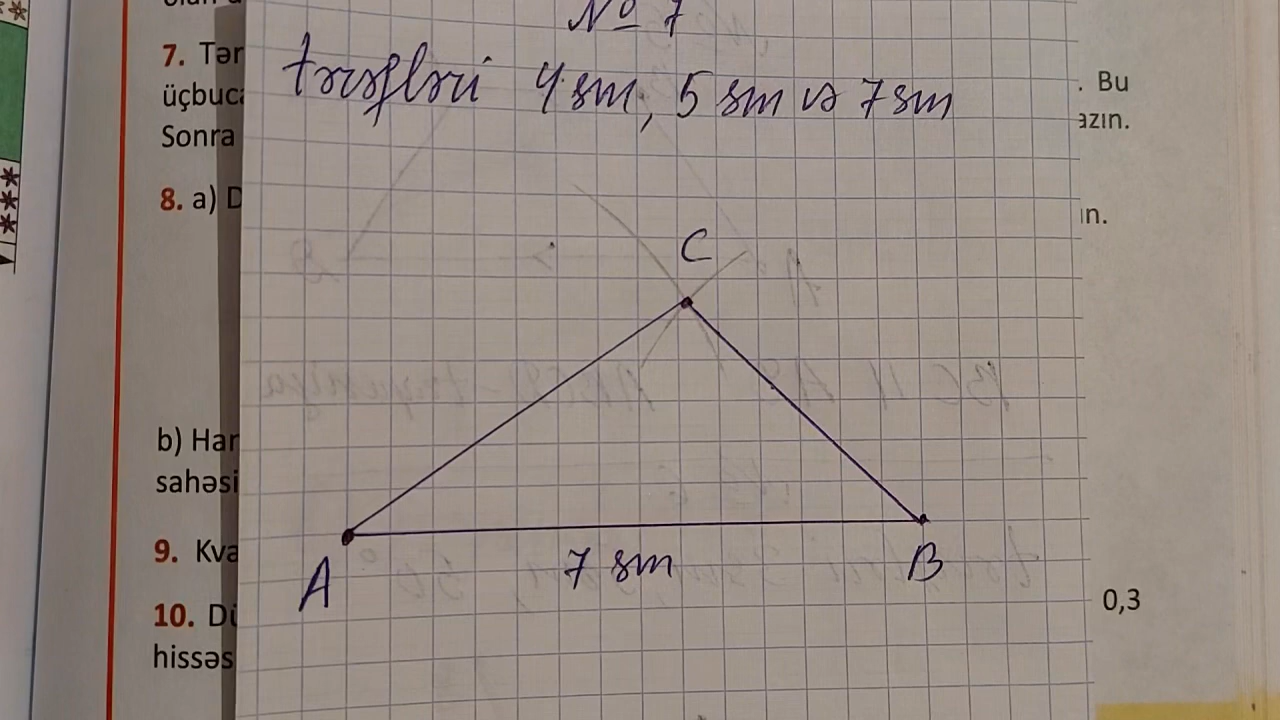 № 7
7. Tər
tərəfləri 4 sm, 5 sm və 7 sm
. Bu
üçbuc
azın.
Sonra
8. a) D
ın.
C
b) Har
sahəsi
9. Kva
7 sm
A
B
10. Dü
0,3
hissəs